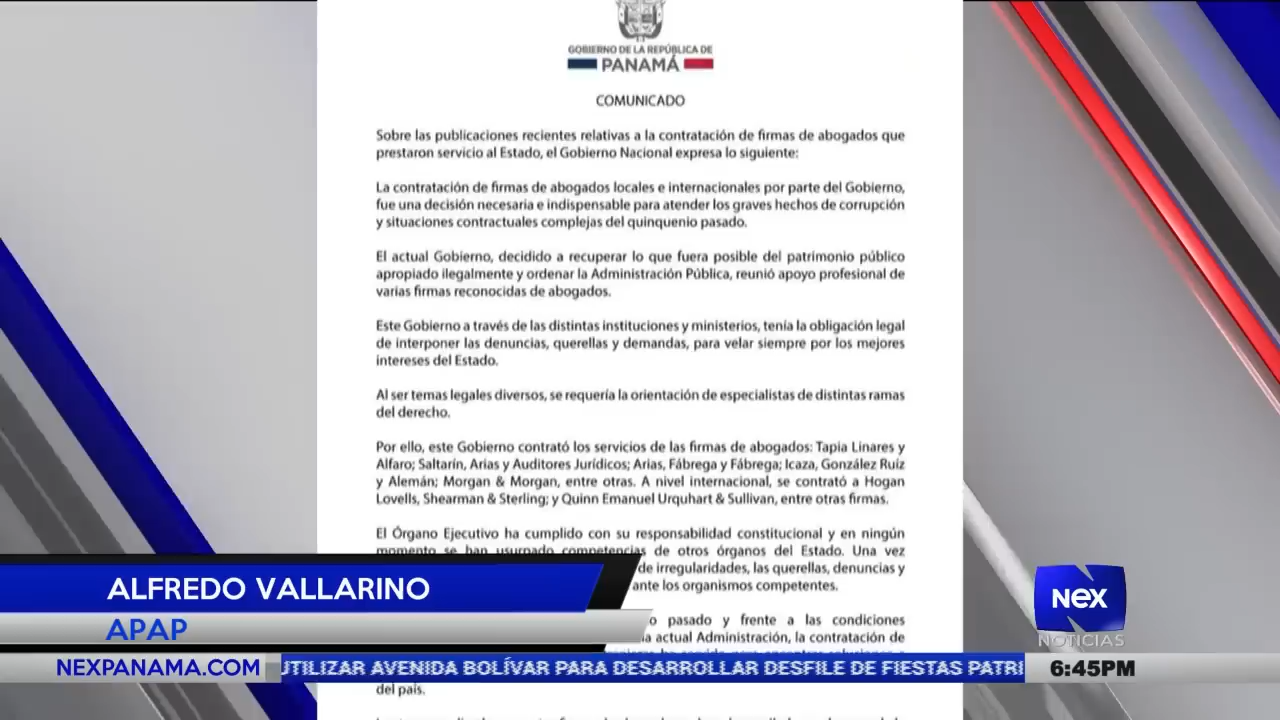 GOBIERNO DE LA REPÚBLICA DE
PANAMÁ
COMUNICADO
Sobre las publicaciones recientes relativas a la contratación de firmas de abogados que
prestaron servicio al Estado, el Gobierno Nacional expresa lo siguiente:
La contratación de firmas de abogados locales e internacionales por parte del Gobierno,
fue una decisión necesaria e indispensable para atender los graves hechos de corrupción
y situaciones contractuales complejas del quinquenio pasado.
El actual Gobierno, decidido a recuperar lo que fuera posible del patrimonio público
apropiado ilegalmente y ordenar la Administración Pública, reunió apoyo profesional de
varias firmas reconocidas de abogados.
Este Gobierno a través de las distintas instituciones y ministerios, tenía la obligación legal
de interponer las denuncias, querellas y demandas, para velar siempre por los mejores
intereses del Estado.
Al ser temas legales diversos, se requería la orientación de especialistas de distintas ramas
del derecho.
Por ello, este Gobierno contrató los servicios de las firmas de abogados: Tapia Linares y
Alfaro; Saltarín, Arias y Auditores Jurídicos; Arias, Fábrega y Fábrega; Icaza, González Ruiz
y Alemán; Morgan & Morgan, entre otras. A nivel internacional, se contrató a Hogan
Lovells, Shearman & Sterling; y Quinn Emanuel Urquhart & Sullivan, entre otras firmas.
El Órgano Ejecutivo ha cumplido con su responsabilidad constitucional y en ningún
momento se han usurpado competencias de otros órganos del Estado. Una vez
de irregularidades, las querellas, denuncias y
ante los organismos competentes.
pasado y frente a las condiciones
actual Administración, la contratación de
del país.
ALFREDO VALLARINO
APAP
NEX
NOTICIAS
NEXPANAMA.COM
UTILIZAR AVENIDA BOLÍVAR PARA DESARROLLAR DESFILE DE FIESTAS PATRI
6:45PM